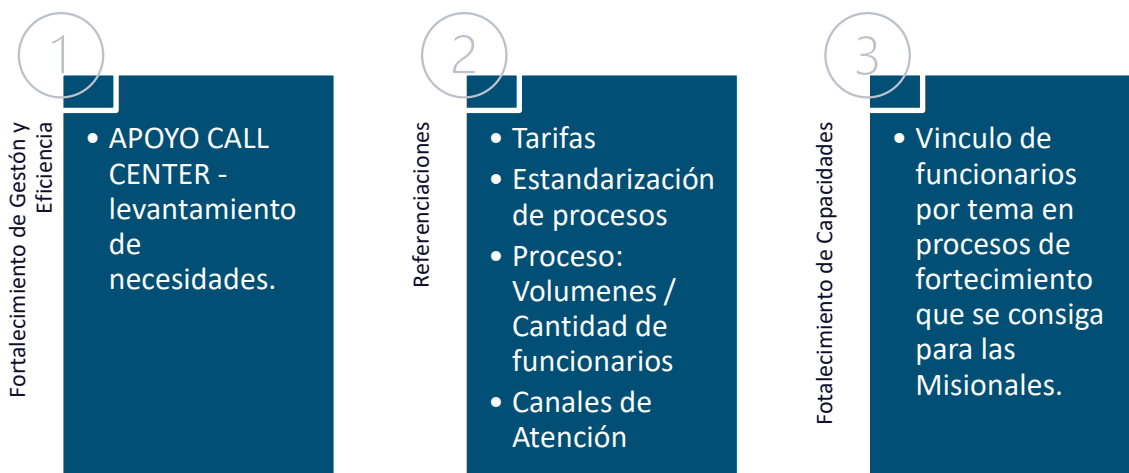 1
Fortalecimiento de Gestón y
Eficiencia
• APOYO CALL
CENTER -
levantamiento
de
necesidades.
2
Referenciaciones
• Tarifas
• Estandarización
de procesos
• Proceso:
Volumenes /
Cantidad de
funcionarios
• Canales de
Atención
3
Fotalecimiento de Capacidades
• Vinculo de
funcionarios
por tema en
procesos de
fortecimiento
que se consiga
para las
Misionales.